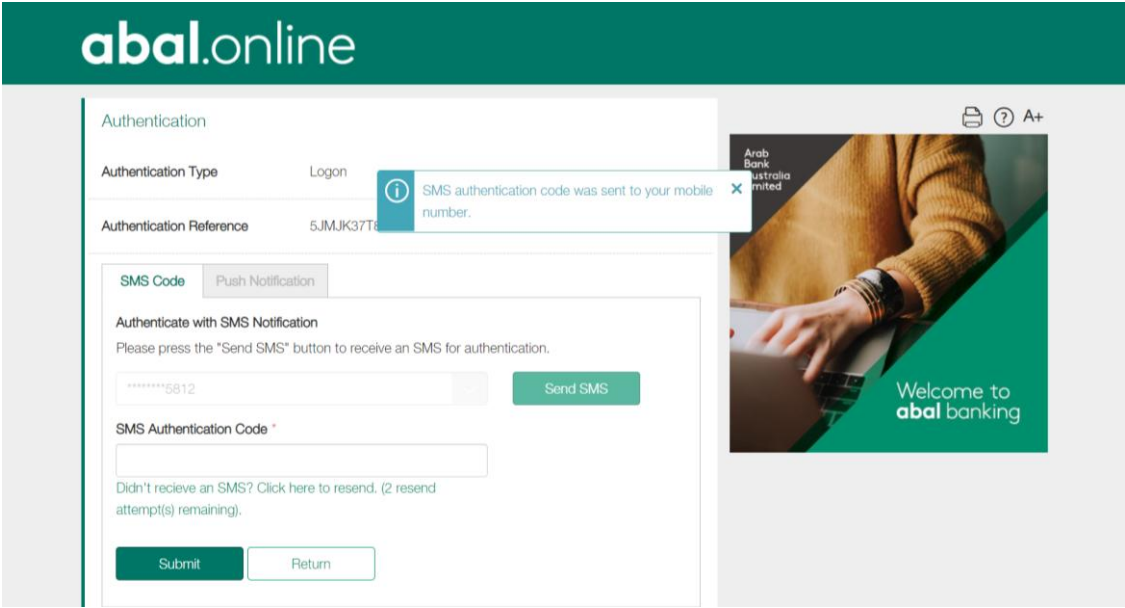 abal.online
Authentication
A+
Authentication Type Logon
SMS authentication code was sent to your mobile
number.
Arab
Bank
Authentication Reference
SMS Code Push Notification
Authenticate with SMS Notification
Please press the "Send SMS" button to receive an SMS for authentication.
********5812 Send SMS
SMS Authentication Code *
Didn't recieve an SMS? Click here to resend. (2 resend
attempt(s) remaining).
Submit Return
Welcome to
abal banking